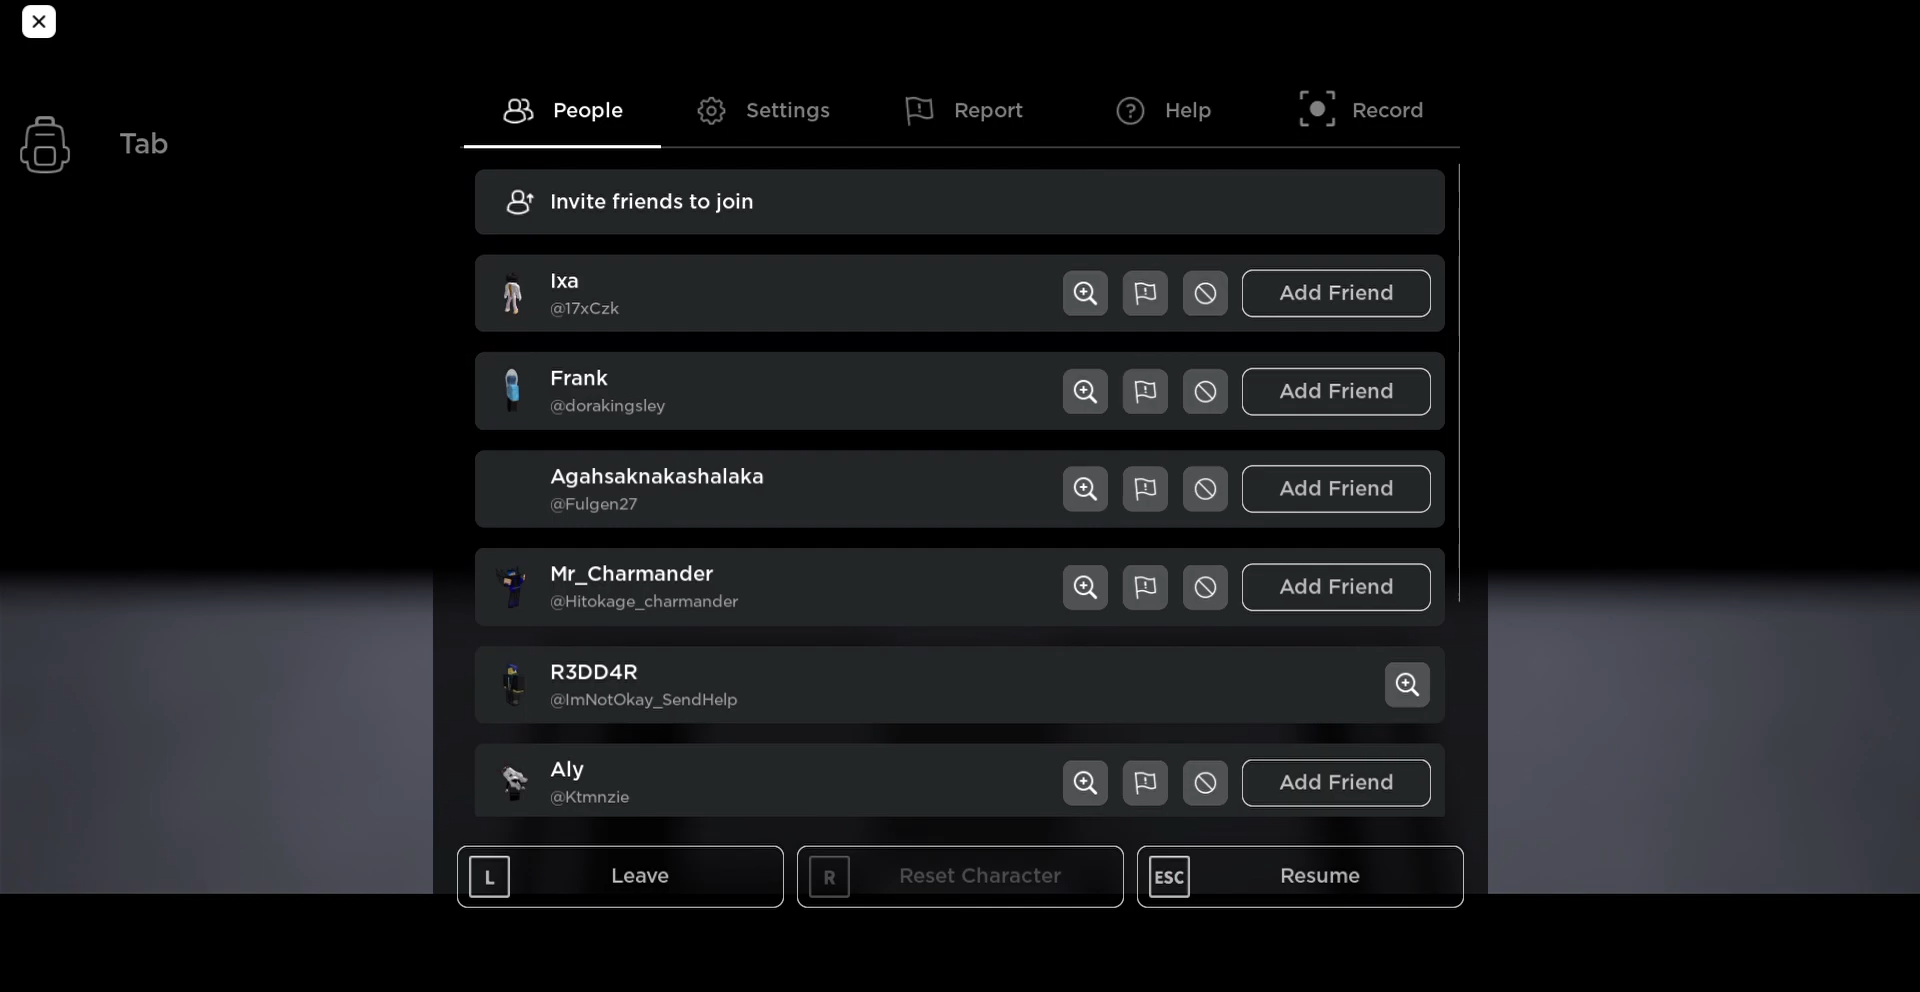 People
Settings
Report
Help
Record
Tab
Invite friends to join
Ixa
@17xCzk
Add Friend
Frank
@dorakingsley
Add Friend
Agahsaknakashalaka
@Fulgen27
Add Friend
Mr_Charmander
@Hitokage_charmander
Add Friend
R3DD4R
@ImNotOkay_SendHelp
Aly
@Ktmnzie
Add Friend
L Leave
R Reset Character
ESC Resume